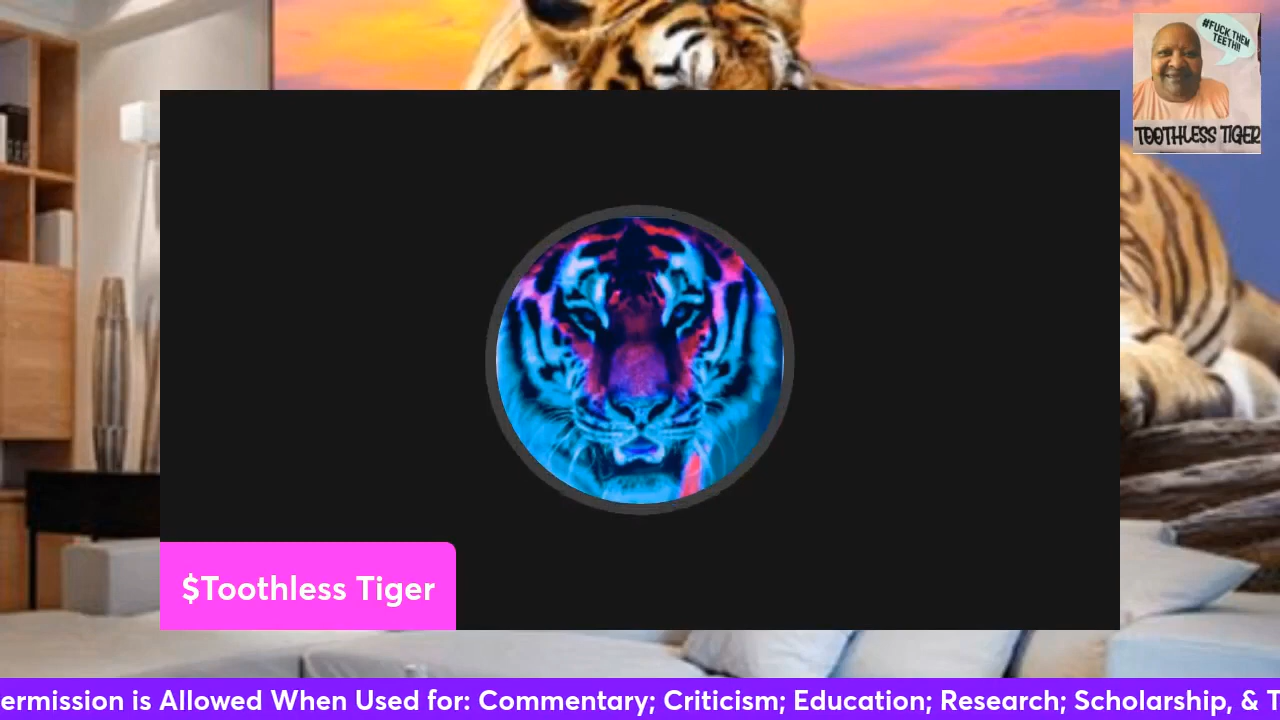 #FUCK THEM
TEETH!!
TOOTHLESS TIGER
$Toothless Tiger
ermission is Allowed When Used for: Commentary; Criticism; Education; Research; Scholarship, & T